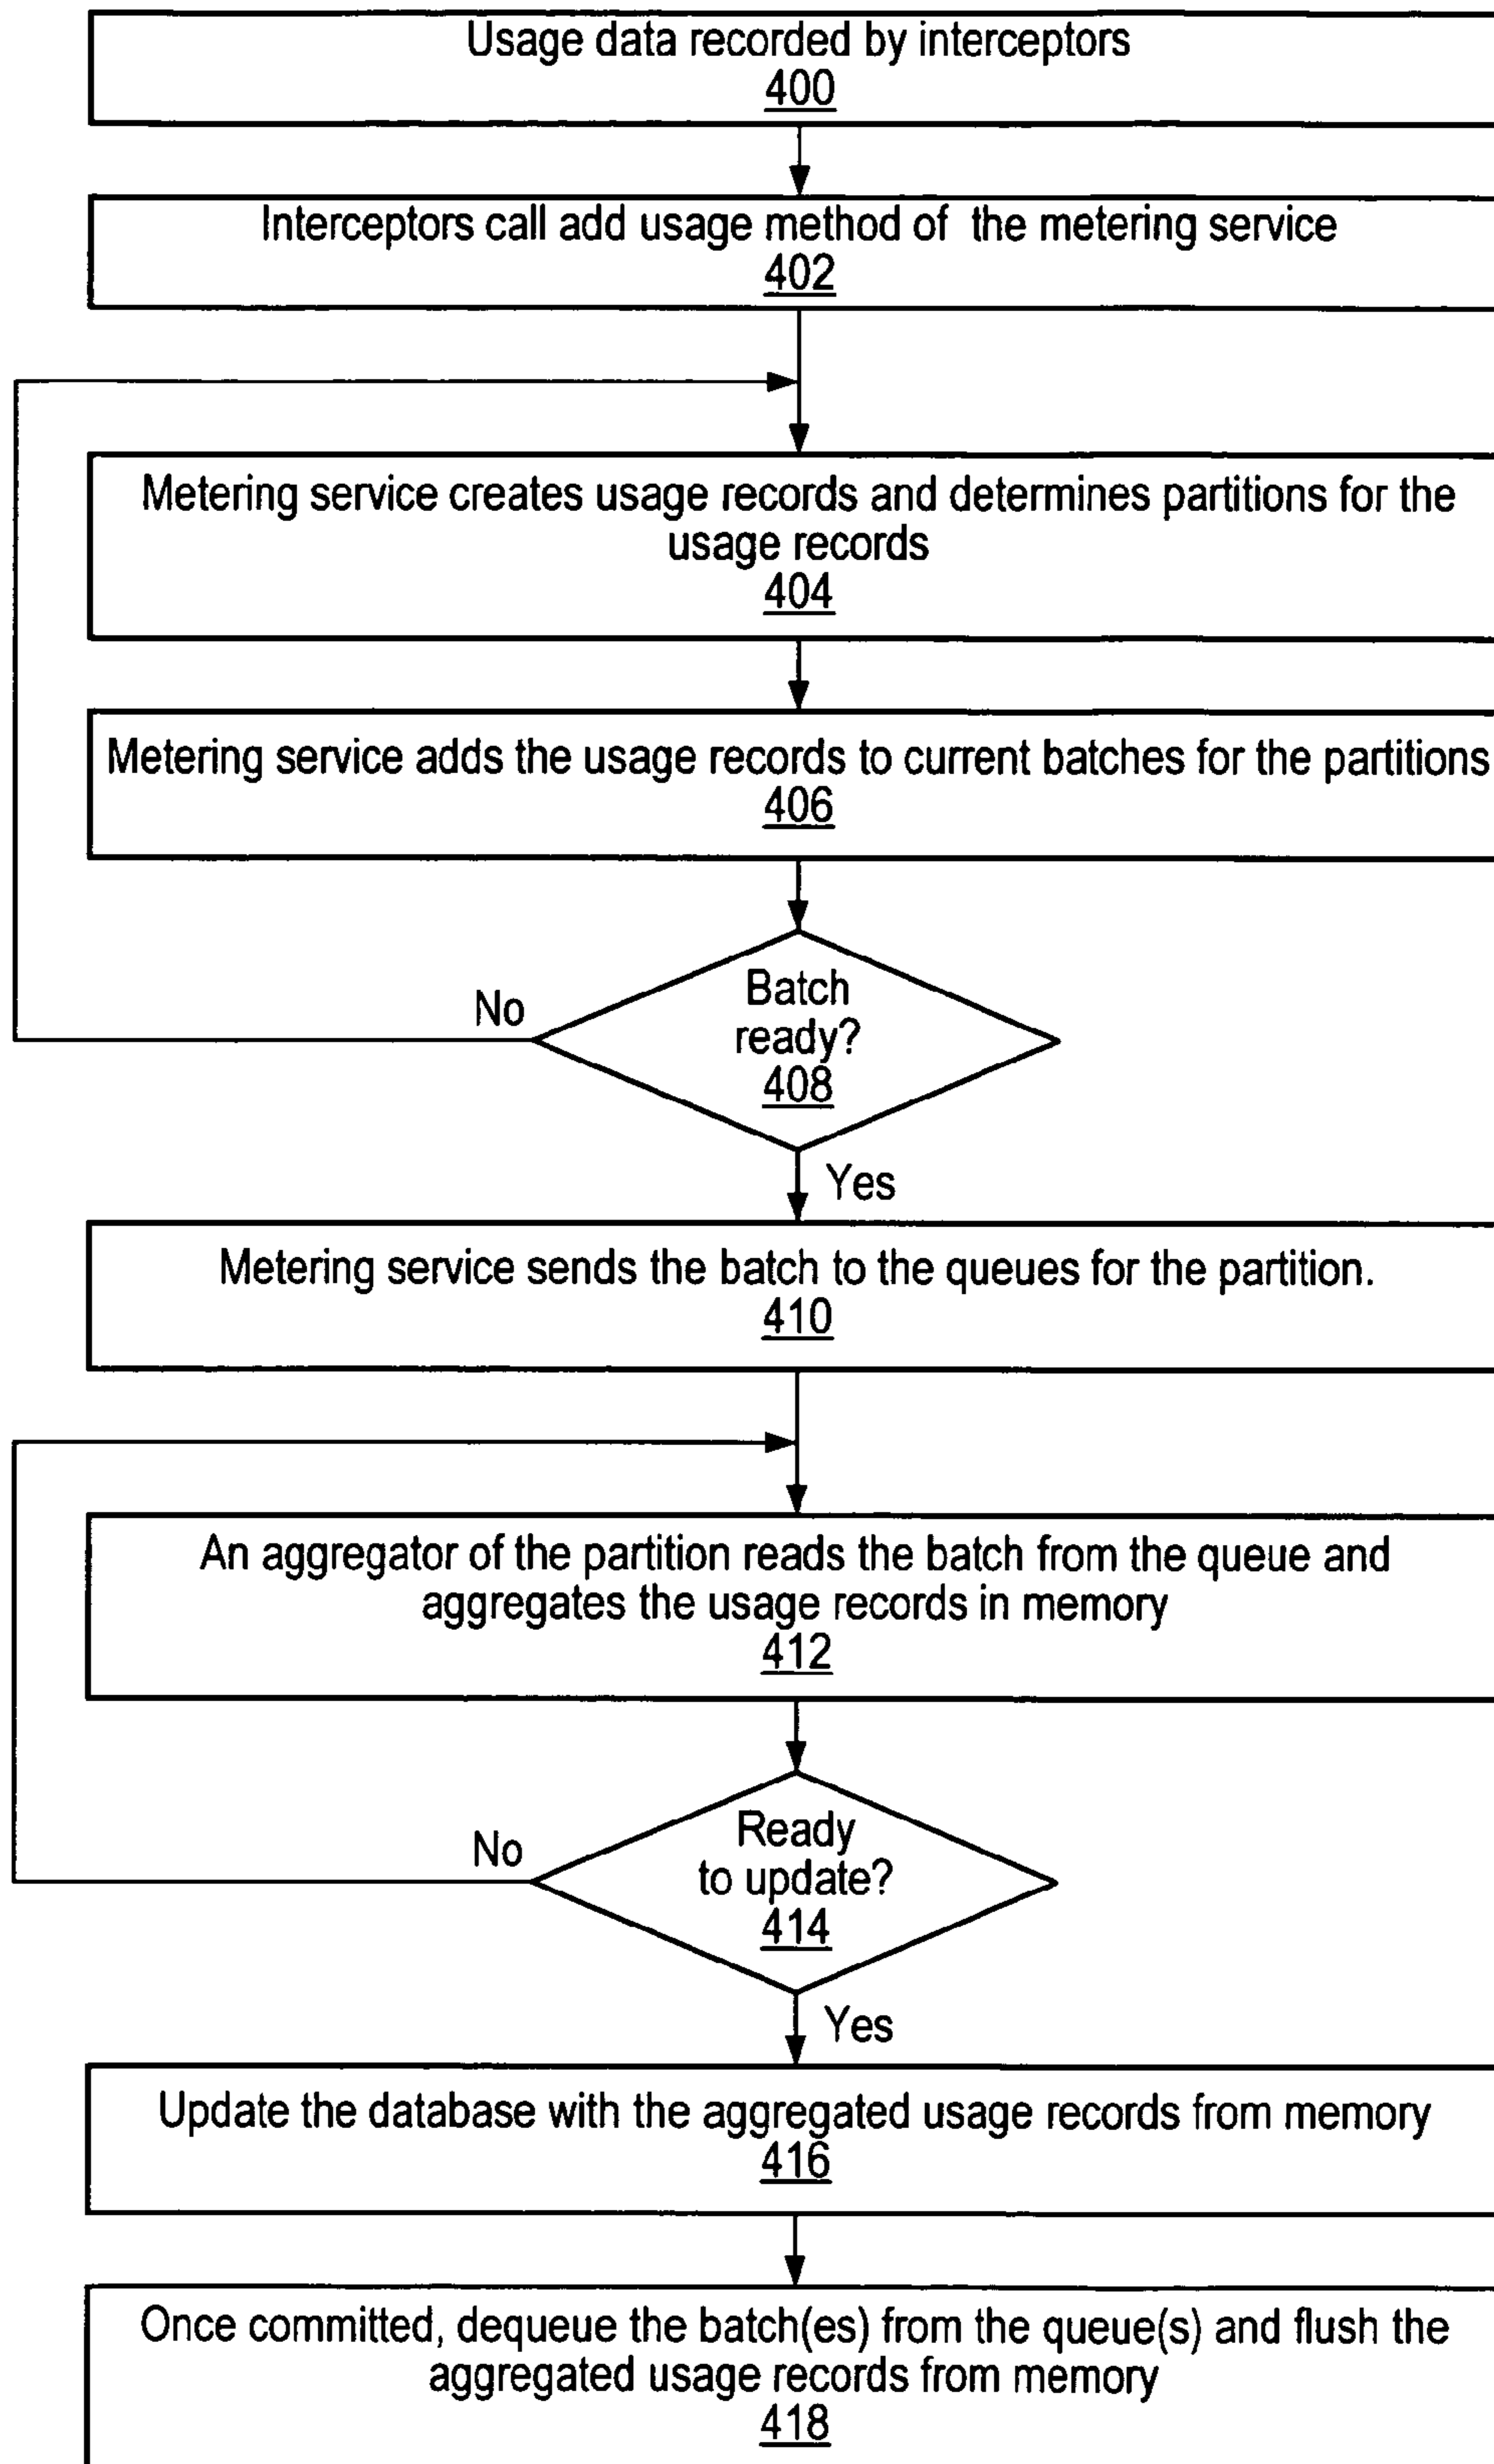 Usage data recorded by interceptors
400
Interceptors call add usage method of the metering service
402
Metering service creates usage records and determines partitions for the
usage records
404
Metering service adds the usage records to current batches for the partitions
406
Batch
ready?
408
No
Yes
Metering service sends the batch to the queues for the partition.
410
An aggregator of the partition reads the batch from the queue and
aggregates the usage records in memory
412
Ready
to update?
414
No
Yes
Update the database with the aggregated usage records from memory
416
Once committed, dequeue the batch(es) from the queue(s) and flush the
aggregated usage records from memory
418